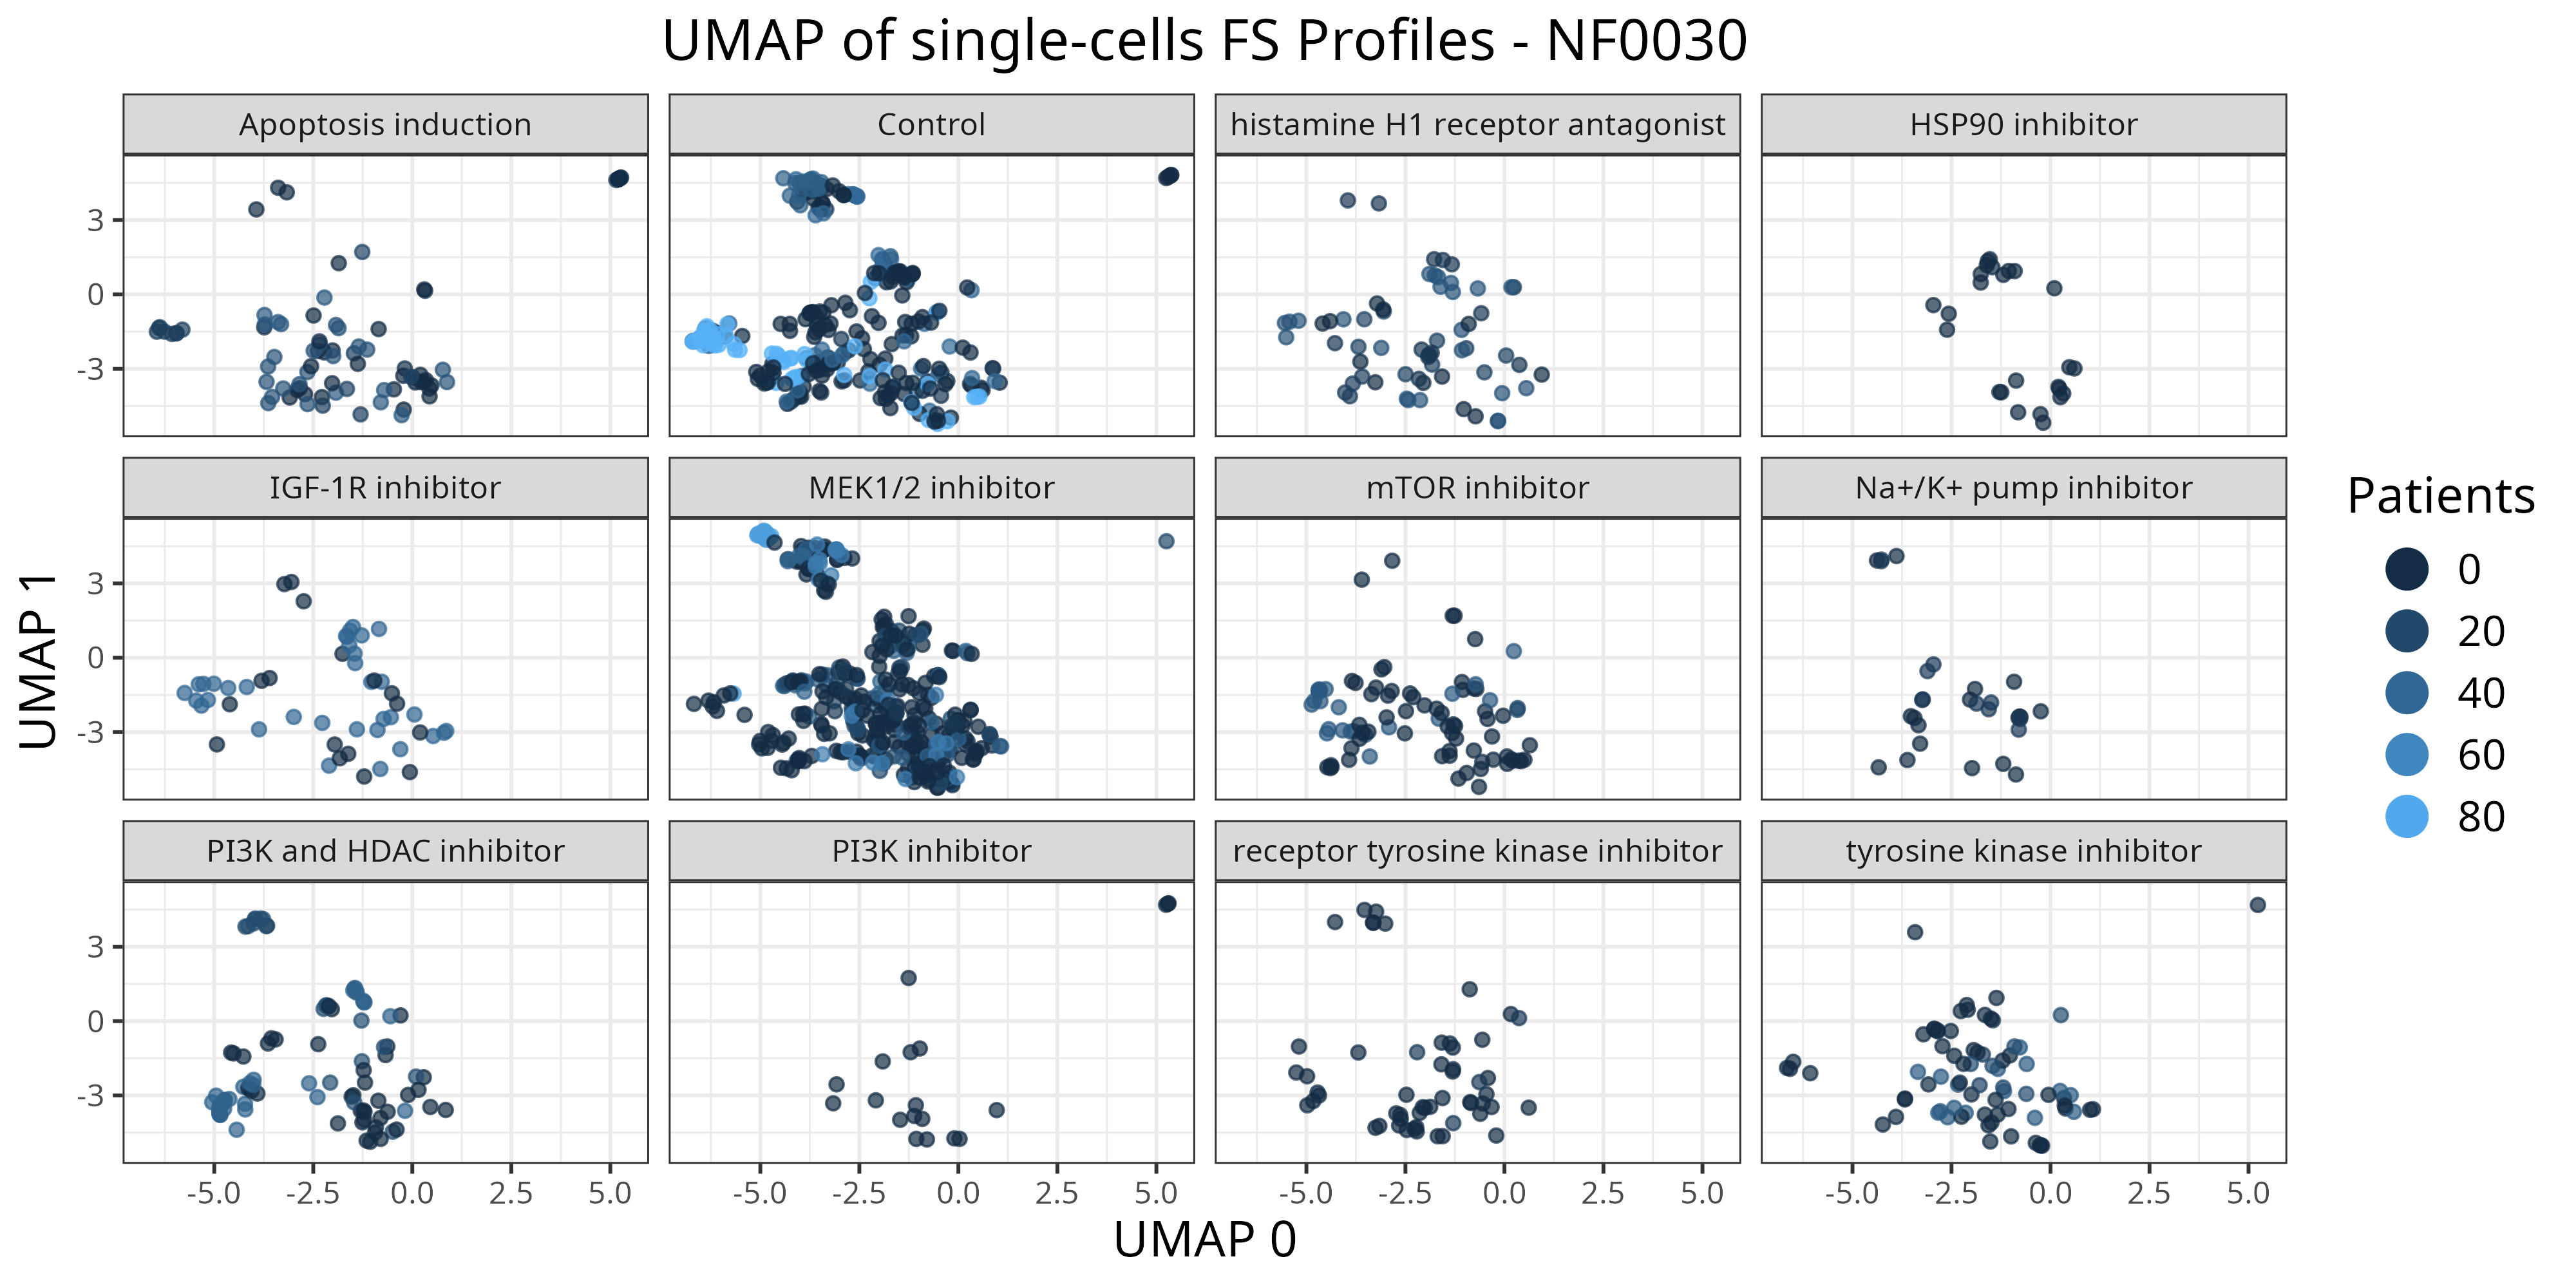 UMAP of single-cells FS Profiles - NF0030
Apoptosis induction
Control
histamine H1 receptor antagonist
HSP90 inhibitor
3
0
-3
IGF-1R inhibitor
MEK1/2 inhibitor
mTOR inhibitor
Na+/K+ pump inhibitor
3
0
-3
PI3K and HDAC inhibitor
PI3K inhibitor
receptor tyrosine kinase inhibitor
tyrosine kinase inhibitor
3
0
-3
-5.0 -2.5 0.0 2.5 5.0
-5.0 -2.5 0.0 2.5 5.0
-5.0 -2.5 0.0 2.5 5.0
-5.0 -2.5 0.0 2.5 5.0
UMAP 0
UMAP 1
Patients
0
20
40
60
80